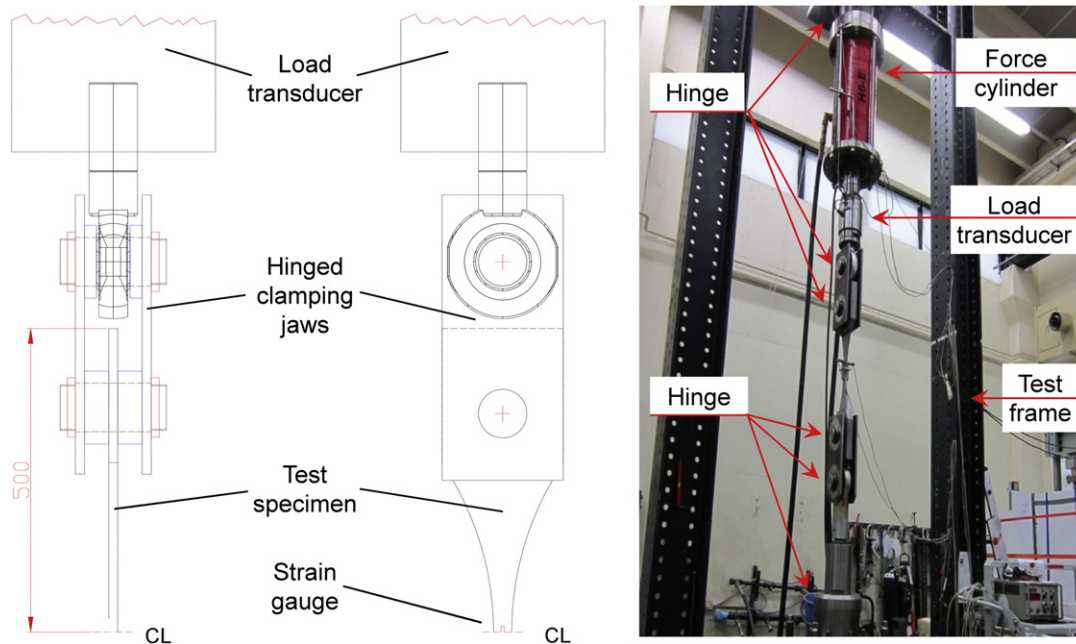 Load
transducer
Hinged
clamping
jaws
500
Test
specimen
Strain
gauge
CL
CL
Hinge
H6-E
Force
cylinder
Load
transducer
Hinge
Test
frame